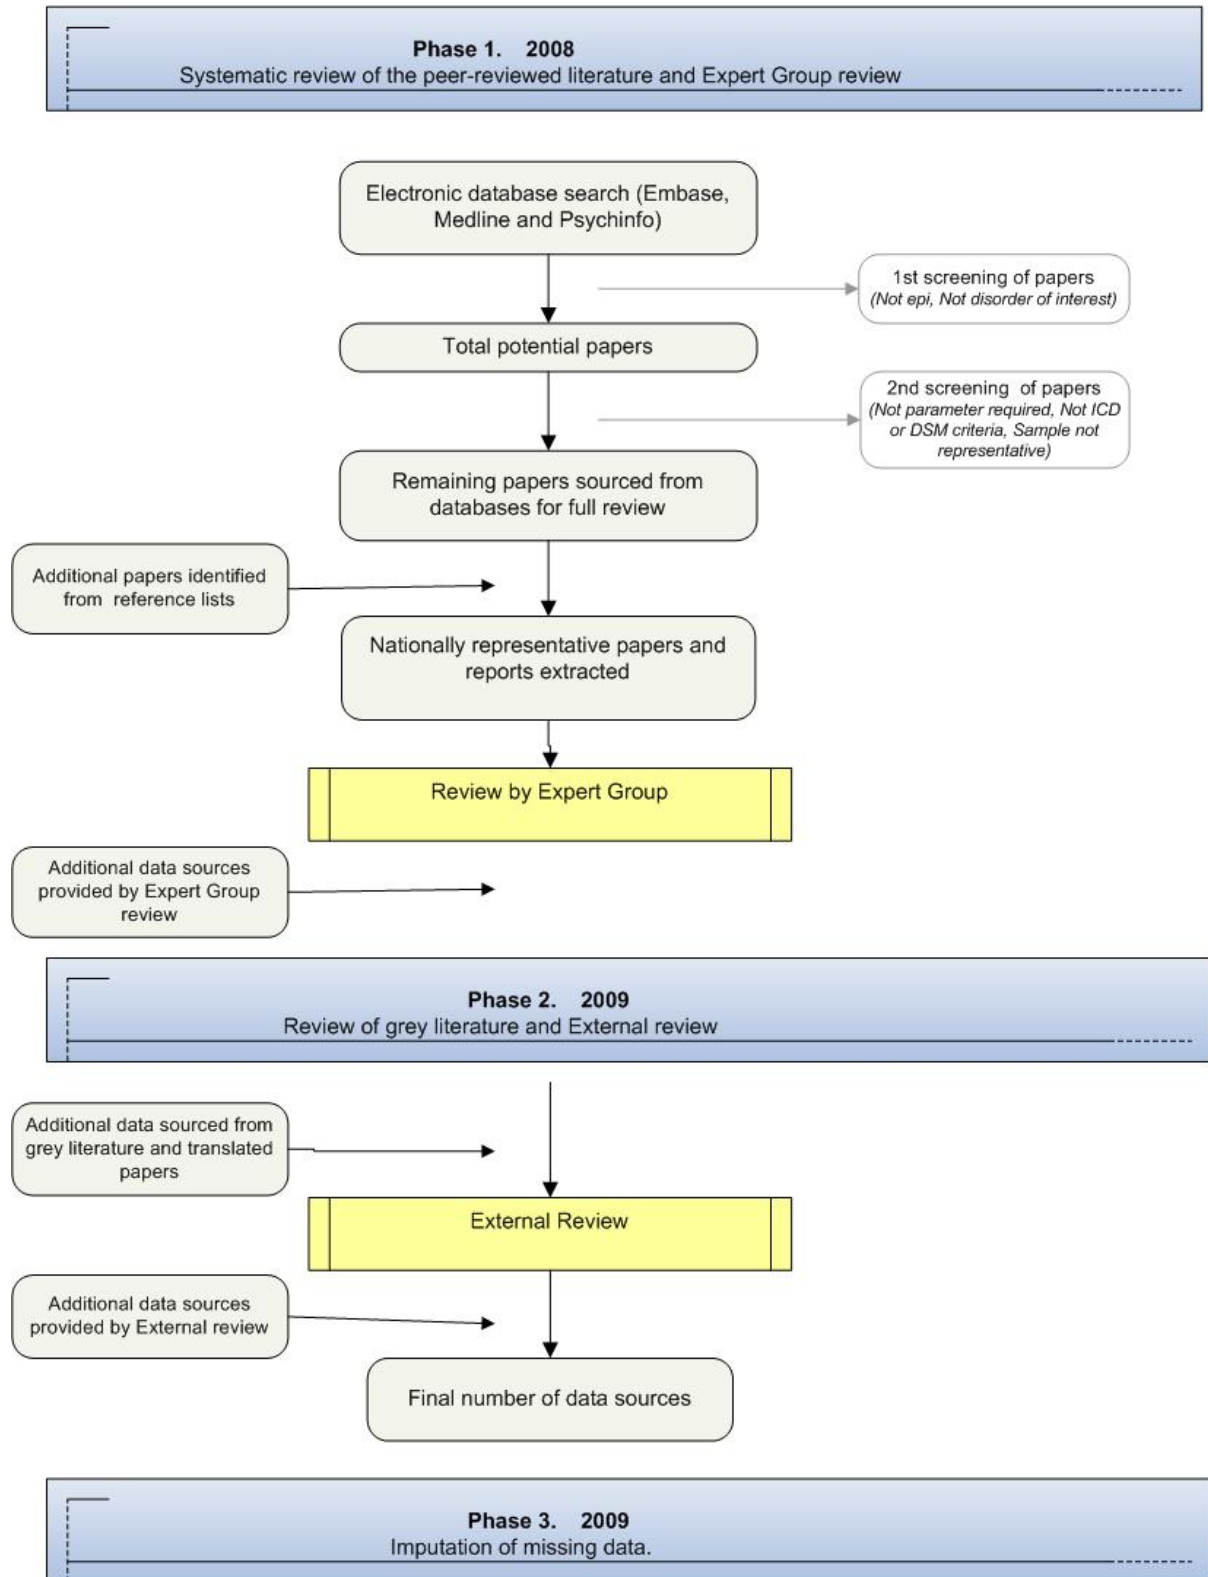 Phase 1. 2008
Systematic review of the peer-reviewed literature and Expert Group review
Electronic database search (Embase,
Medline and Psychinfo)
1st screening of papers
(Not epi, Not disorder of interest)
Total potential papers
2nd screening of papers
(Not parameter required, Not ICD
or DSM criteria, Sample not
representative)
Remaining papers sourced from
databases for full review
Additional papers identified
from reference lists
Nationally representative papers and
reports extracted
Review by Expert Group
Additional data sources
provided by Expert Group
review
Phase 2. 2009
Review of grey literature and External review
Additional data sourced from
grey literature and translated
papers
External Review
Additional data sources
provided by External review
Final number of data sources
Phase 3. 2009
Imputation of missing data.